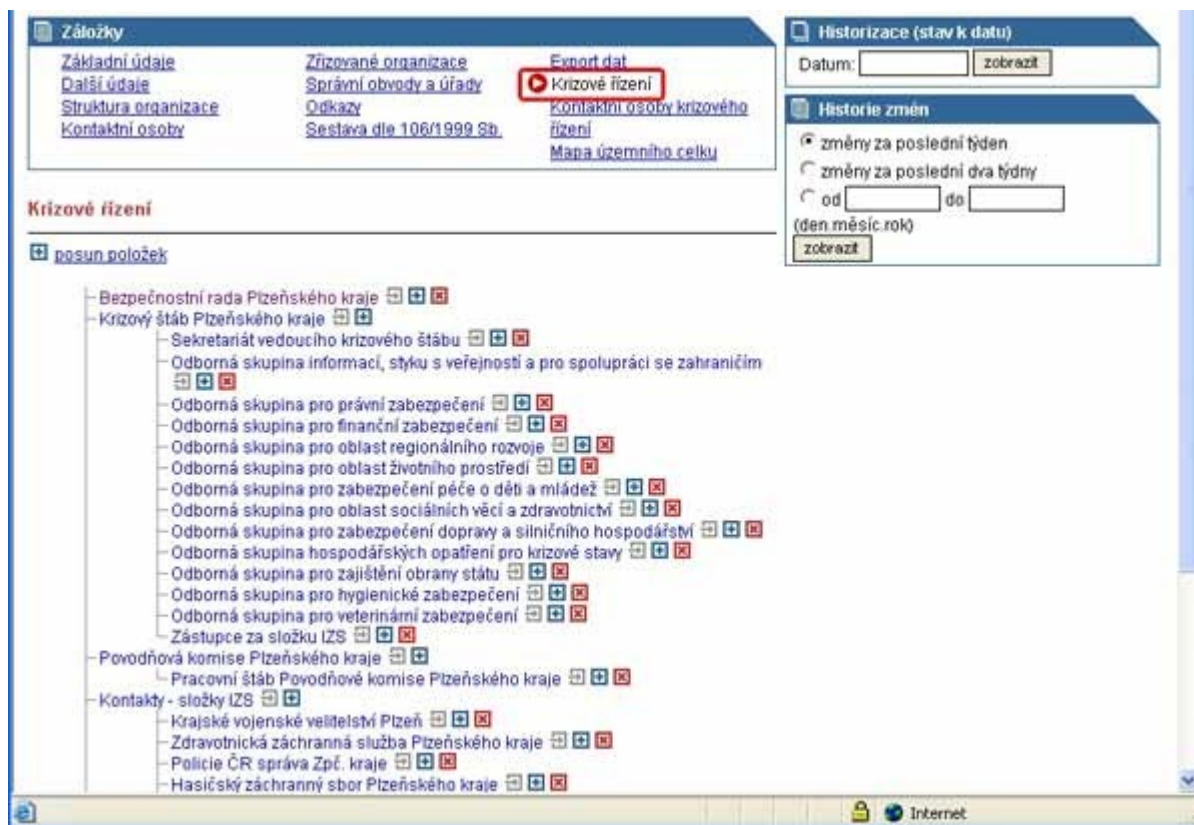 Záložky
Základní údaje
Další údaje
Struktura organizace
Kontaktní osoby
Zřizované organizace
Správní obvody a úřady
Odkazy
Sestava dle 106/1999 Sb.
Export dat
Krizové řízení
Kontaktní osoby krizového
řízení
Mapa územního celku
Historizace (stav k datu)
Datum: zobrazit
Historie změn
změny za poslední týden
změny za poslední dva týdny
od do
(den.měsíc.rok)
zobrazit
Krizové řízení
posun položek
Bezpečnostní rada Plzeňského kraje
Krizový štáb Plzeňského kraje
Sekretariát vedoucího krizového štábu
Odborná skupina informací, styku s veřejností a pro spolupráci se zahraničím
Odborná skupina pro právní zabezpečení
Odborná skupina pro finanční zabezpečení
Odborná skupina pro oblast regionálního rozvoje
Odborná skupina pro oblast životního prostředí
Odborná skupina pro zabezpečení péče o děti a mládež
Odborná skupina pro oblast sociálních věcí a zdravotnictví
Odborná skupina pro zabezpečení dopravy a silničního hospodářství
Odborná skupina hospodářských opatření pro krizové stavy
Odborná skupina pro zajištění obrany státu
Odborná skupina pro hygienické zabezpečení
Odborná skupina pro veterinární zabezpečení
Zástupce za složku IZS
Povodňová komise Plzeňského kraje
Pracovní štáb Povodňové komise Plzeňského kraje
Kontakty - složky IZS
Krajské vojenské velitelství Plzeň
Zdravotnická záchranná služba Plzeňského kraje
Policie ČR správa Zpč. kraje
Hasičský záchranný sbor Plzeňského kraje
Internet